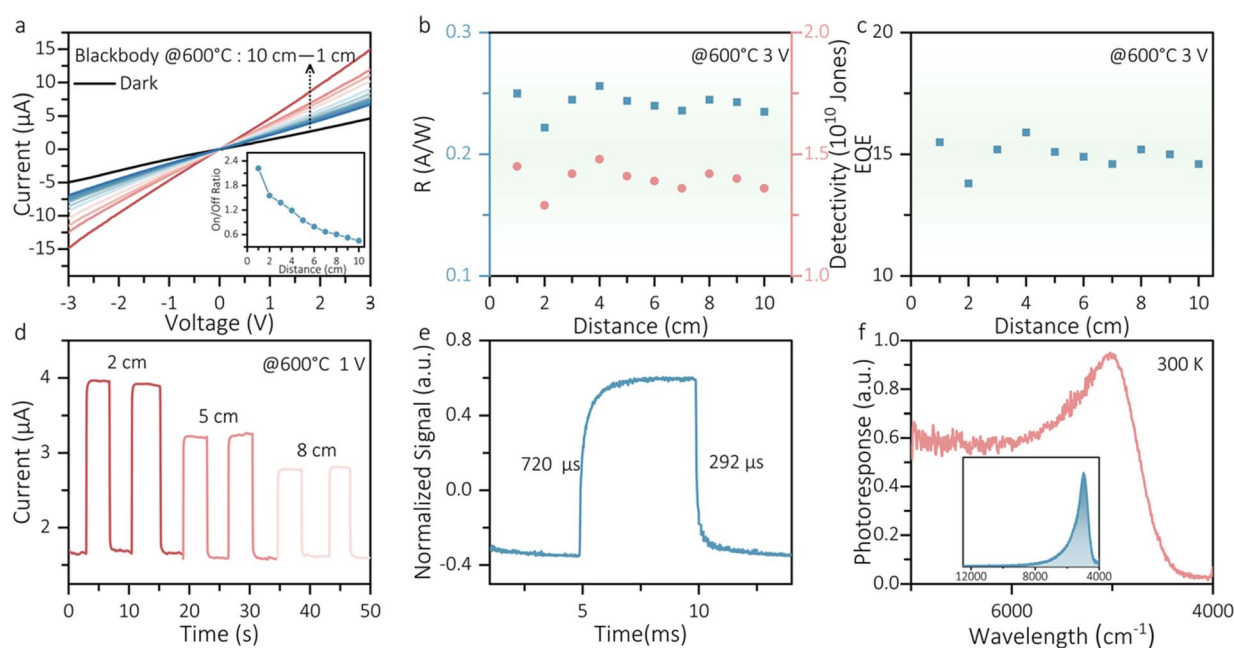 a
Blackbody @600°C : 10 cm—1 cm
Dark
Current (μA)
15
10
5
0
-5
-10
-15
-3
-2
-1
0
1
2
3
Voltage (V)
On/Off Ratio
2.4
1.8
1.2
0.6
0
2
4
6
8
10
Distance (cm)
b
@600°C 3 V
R (A/W)
0.3
0.2
0.1
2.0
1.5
1.0
Detectivity (10¹⁰ Jones)
0
2
4
6
8
10
Distance (cm)
c
@600°C 3 V
EQE
20
15
10
0
2
4
6
8
10
Distance (cm)
d
@600°C 1 V
2 cm
5 cm
8 cm
Current (μA)
4
3
2
0
10
20
30
40
50
Time (s)
e
Normalized Signal (a.u.)
0.8
0.4
0.0
-0.4
720 μs
292 μs
5
10
Time(ms)
f
300 K
Photoresponse (a.u.)
1.0
0.8
0.6
0.4
0.2
0.0
12000
8000
4000
6000
4000
Wavelength (cm⁻¹)